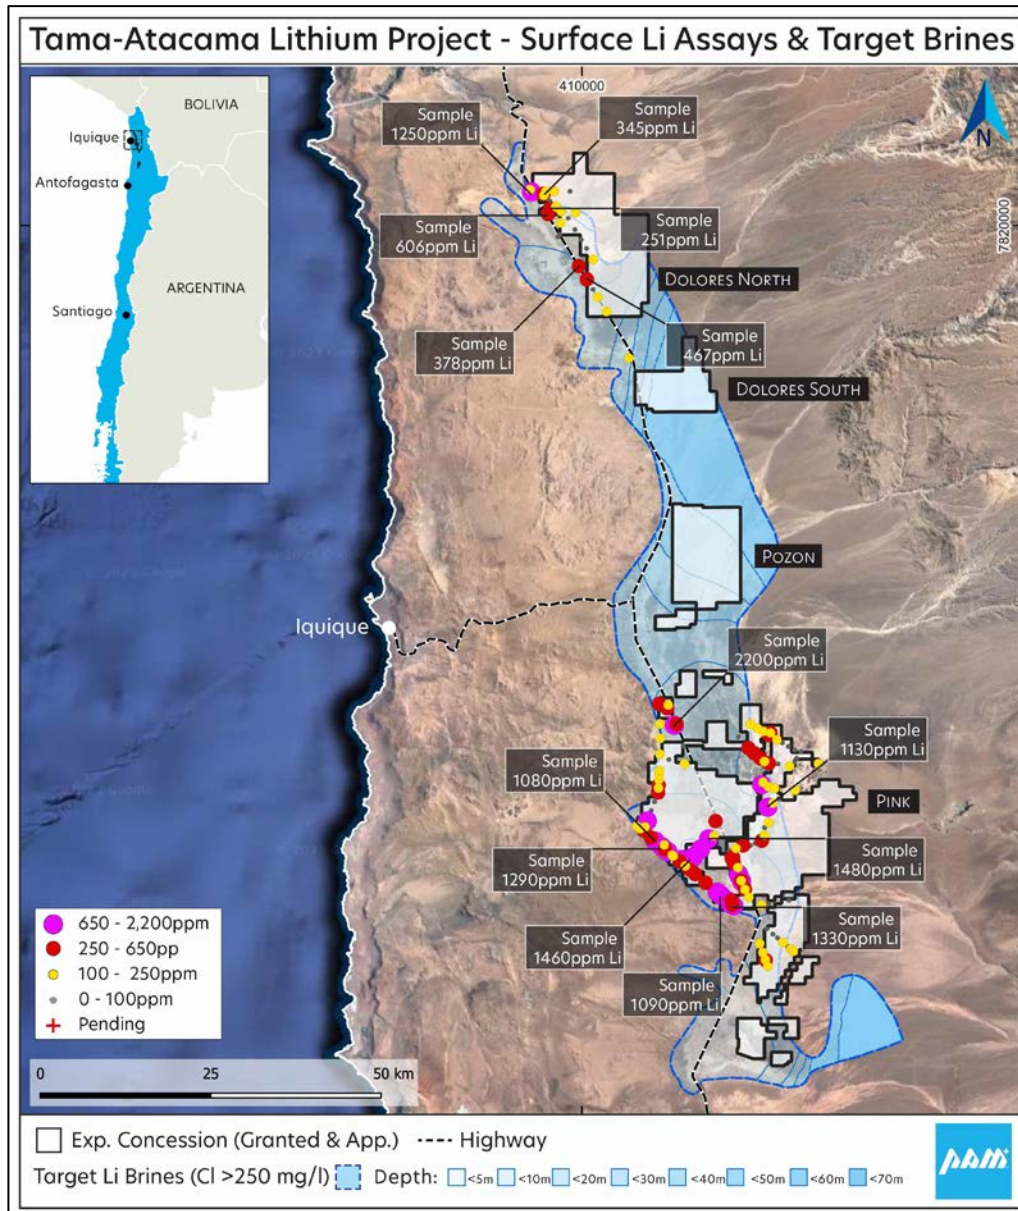 Tama-Atacama Lithium Project - Surface Li Assays & Target Brines
BOLIVIA
Iquique
Antofagasta
ARGENTINA
Santiago
410000
N
7820000
Sample
1250ppm Li
Sample
345ppm Li
Sample
606ppm Li
Sample
251ppm Li
DOLORES NORTH
Sample
378ppm Li
Sample
467ppm Li
DOLORES SOUTH
POZON
Iquique
Sample
2200ppm Li
Sample
1130ppm Li
Sample
1080ppm Li
PINK
Sample
1290ppm Li
Sample
1480ppm Li
Sample
1460ppm Li
Sample
1330ppm Li
Sample
1090ppm Li
650 - 2,200ppm
250 - 650pp
100 - 250ppm
0 - 100ppm
Pending
0 25 50 km
Exp. Concession (Granted & App.) Highway
Target Li Brines (Cl >250 mg/l) Depth: <5m <10m <20m <30m <40m <50m <60m <70m
PAM